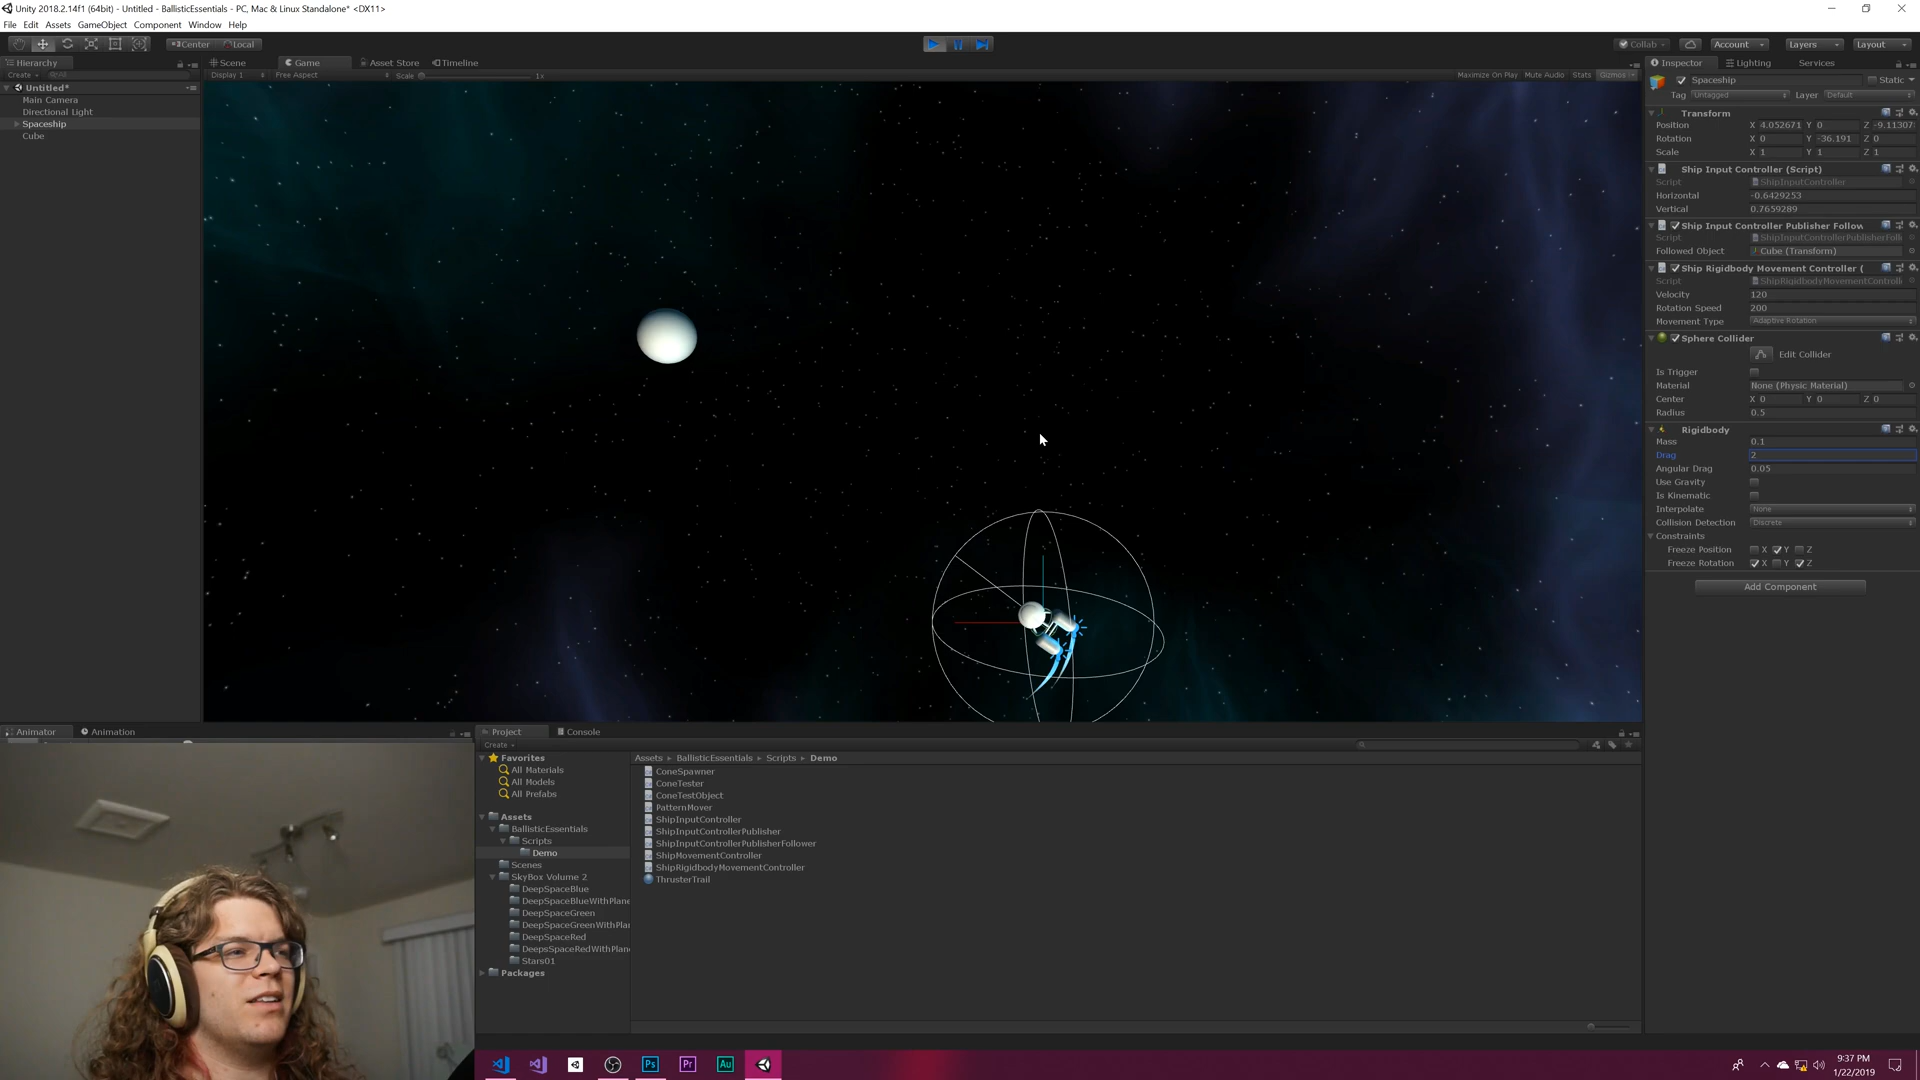 Unity 2018.2.14f1 (64bit) - Untitled - BallisticEssentials - PC, Mac & Linux Standalone* <DX11>
File Edit Assets GameObject Component Window Help
Center Local
Collab Account Layers Layout
Hierarchy
Create All
Untitled*
Main Camera
Directional Light
Spaceship
Cube
Scene Game Asset Store Timeline
Display 1 Free Aspect Scale 1x Maximize On Play Mute Audio Stats Gizmos
Inspector Lighting Services
Spaceship Static
Tag Untagged Layer Default
Transform
Position X 4.052671 Y 0 Z -9.11307
Rotation X 0 Y -36.191 Z 0
Scale X 1 Y 1 Z 1
Ship Input Controller (Script)
Script ShipInputController
Horizontal -0.6429253
Vertical 0.7659289
Ship Input Controller Publisher Follow
Script ShipInputControllerPublisherFoll
Followed Object Cube (Transform)
Ship Rigidbody Movement Controller (
Script ShipRigidbodyMovementControll
Velocity 120
Rotation Speed 200
Movement Type Adaptive Rotation
Sphere Collider
Edit Collider
Is Trigger
Material None (Physic Material)
Center X 0 Y 0 Z 0
Radius 0.5
Rigidbody
Mass 0.1
Drag 2
Angular Drag 0.05
Use Gravity
Is Kinematic
Interpolate None
Collision Detection Discrete
Constraints
Freeze Position X Y Z
Freeze Rotation X Y Z
Add Component
Animator Animation
Project Console
Create
Favorites
All Materials
All Models
All Prefabs
Assets
BallisticEssentials
Scripts
Demo
Scenes
SkyBox Volume 2
DeepSpaceBlue
DeepSpaceBlueWithPlane
DeepSpaceGreen
DeepSpaceGreenWithPla
DeepSpaceRed
DeepsSpaceRedWithPlane
Stars01
Packages
Assets BallisticEssentials Scripts Demo
ConeSpawner
ConeTester
ConeTestObject
PatternMover
ShipInputController
ShipInputControllerPublisher
ShipInputControllerPublisherFollower
ShipMovementController
ShipRigidbodyMovementController
ThrusterTrail
Ps Pr Au
9:37 PM
1/22/2019